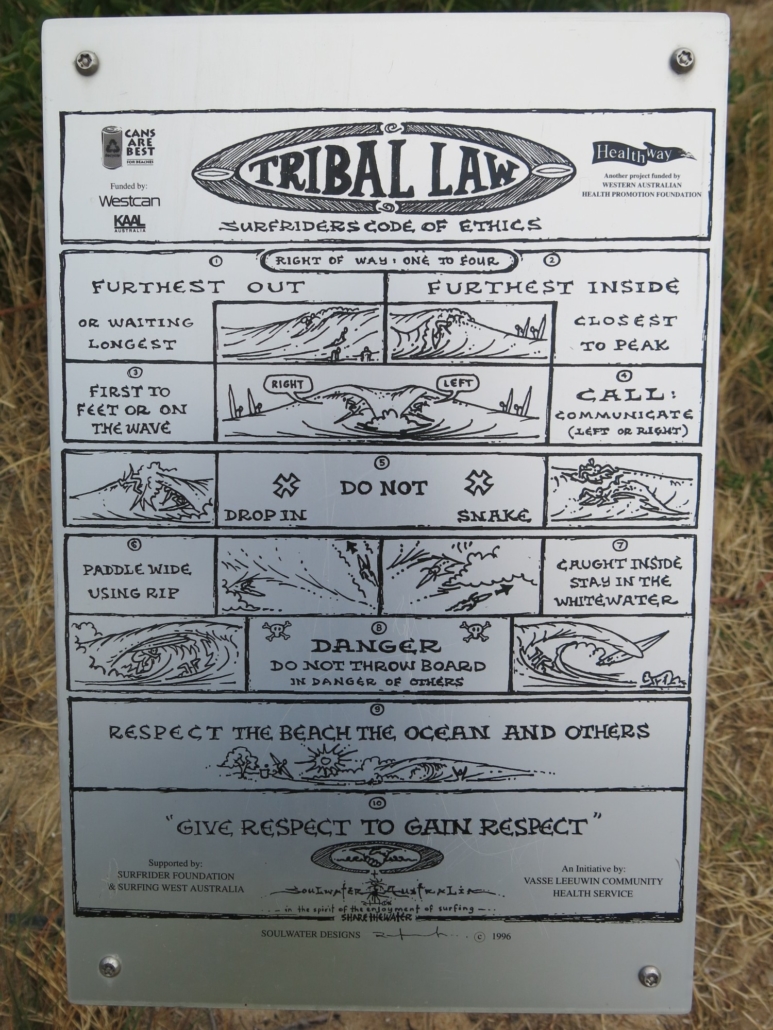 CANS
ARE
BEST
FOR BEACHES
Funded by:
Westcan
KAAL
AUSTRALIA
TRIBAL LAW
SURFRIDERS CODE OF ETHICS
Healthway
Another project funded by
WESTERN AUSTRALIAN
HEALTH PROMOTION FOUNDATION
RIGHT OF WAY: ONE TO FOUR
1
FURTHEST OUT
OR WAITING
LONGEST
2
FURTHEST INSIDE
CLOSEST
TO PEAK
3
FIRST TO
FEET OR ON
THE WAVE
RIGHT
LEFT
4
CALL:
COMMUNICATE
(LEFT OR RIGHT)
5
DO NOT
DROP IN
SNAKE
6
PADDLE WIDE
USING RIP
7
CAUGHT INSIDE
STAY IN THE
WHITEWATER
8
DANGER
DO NOT THROW BOARD
IN DANGER OF OTHERS
9
RESPECT THE BEACH THE OCEAN AND OTHERS
10
"GIVE RESPECT TO GAIN RESPECT"
Supported by:
SURFRIDER FOUNDATION
& SURFING WEST AUSTRALIA
SOULWATER AUSTRALIA
... in the spirit of the enjoyment of surfing ...
SHARE THE WATER
An Initiative by:
VASSE LEEUWIN COMMUNITY
HEALTH SERVICE
SOULWATER DESIGNS
© 1996